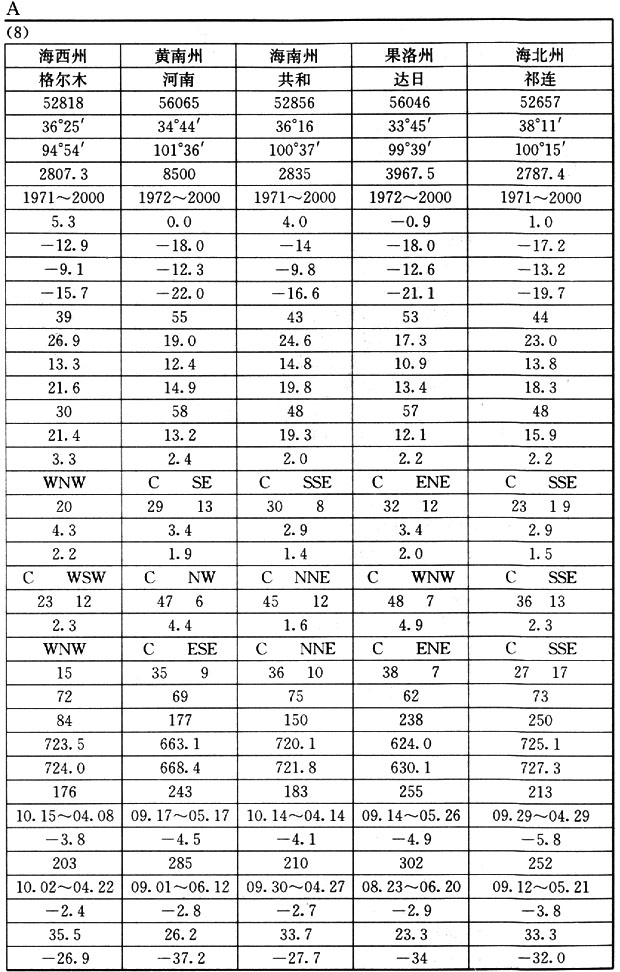 A
(8)
海西州 黄南州 海南州 果洛州 海北州
格尔木 河南 共和 达日 祁连
52818 56065 52856 56046 52657
36°25′ 34°44′ 36°16 33°45′ 38°11′
94°54′ 101°36′ 100°37′ 99°39′ 100°15′
2807.3 8500 2835 3967.5 2787.4
1971～2000 1972～2000 1971～2000 1972～2000 1971～2000
5.3 0.0 4.0 －0.9 1.0
－12.9 －18.0 －14 －18.0 －17.2
－9.1 －12.3 －9.8 －12.6 －13.2
－15.7 －22.0 －16.6 －21.1 －19.7
39 55 43 53 44
26.9 19.0 24.6 17.3 23.0
13.3 12.4 14.8 10.9 13.8
21.6 14.9 19.8 13.4 18.3
30 58 48 57 48
21.4 13.2 19.3 12.1 15.9
3.3 2.4 2.0 2.2 2.2
WNW C SE C SSE C ENE C SSE
20 29 13 30 8 32 12 23 1 9
4.3 3.4 2.9 3.4 2.9
2.2 1.9 1.4 2.0 1.5
C WSW C NW C NNE C WNW C SSE
23 12 47 6 45 12 48 7 36 13
2.3 4.4 1.6 4.9 2.3
WNW C ESE C NNE C ENE C SSE
15 35 9 36 10 38 7 27 17
72 69 75 62 73
84 177 150 238 250
723.5 663.1 720.1 624.0 725.1
724.0 668.4 721.8 630.1 727.3
176 243 183 255 213
10.15～04.08 09.17～05.17 10.14～04.14 09.14～05.26 09.29～04.29
－3.8 －4.5 －4.1 －4.9 －5.8
203 285 210 302 252
10.02～04.22 09.01～06.12 09.30～04.27 08.23～06.20 09.12～05.21
－2.4 －2.8 －2.7 －2.9 －3.8
35.5 26.2 33.7 23.3 33.3
－26.9 －37.2 －27.7 －34 －32.0